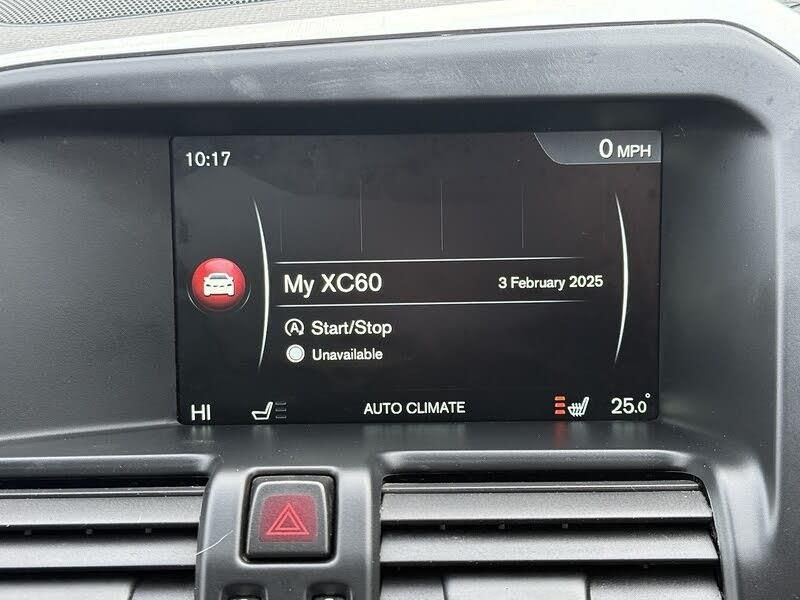 10:17
0 MPH
My XC60
3 February 2025
A Start/Stop
Unavailable
HI
AUTO CLIMATE
25.0°